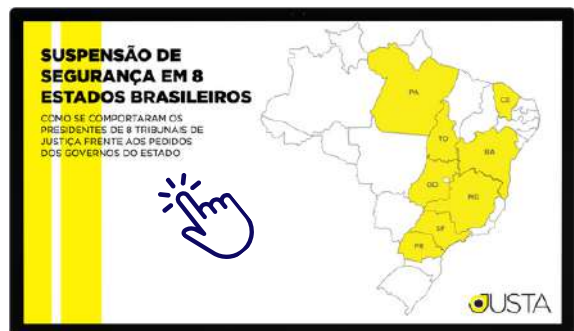 SUSPENSÃO DE
SEGURANÇA EM 8
ESTADOS BRASILEIROS
COMO SE COMPORTARAM OS
PRESIDENTES DE 8 TRIBUNAIS DE
JUSTIÇA FRENTE AOS PEDIDOS
DOS GOVERNOS DO ESTADO
PA
CE
TO
BA
GO
MG
SP
PR
JUSTA